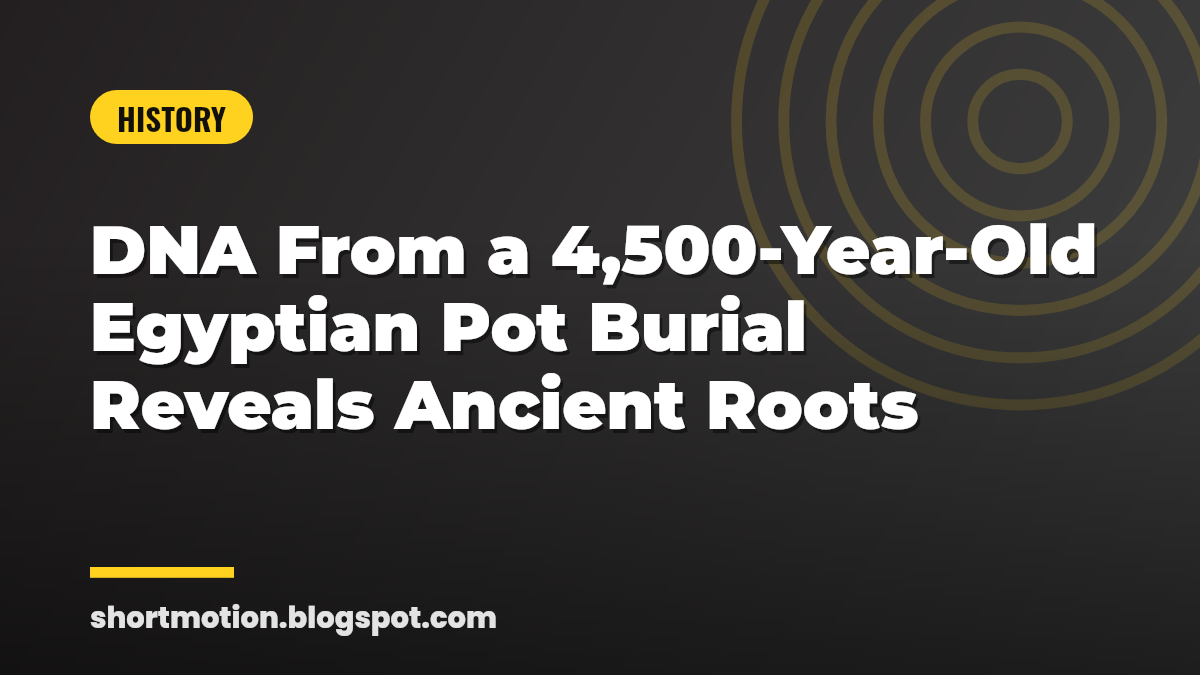 HISTORY
DNA From a 4,500-Year-Old
Egyptian Pot Burial
Reveals Ancient Roots
shortmotion.blogspot.com